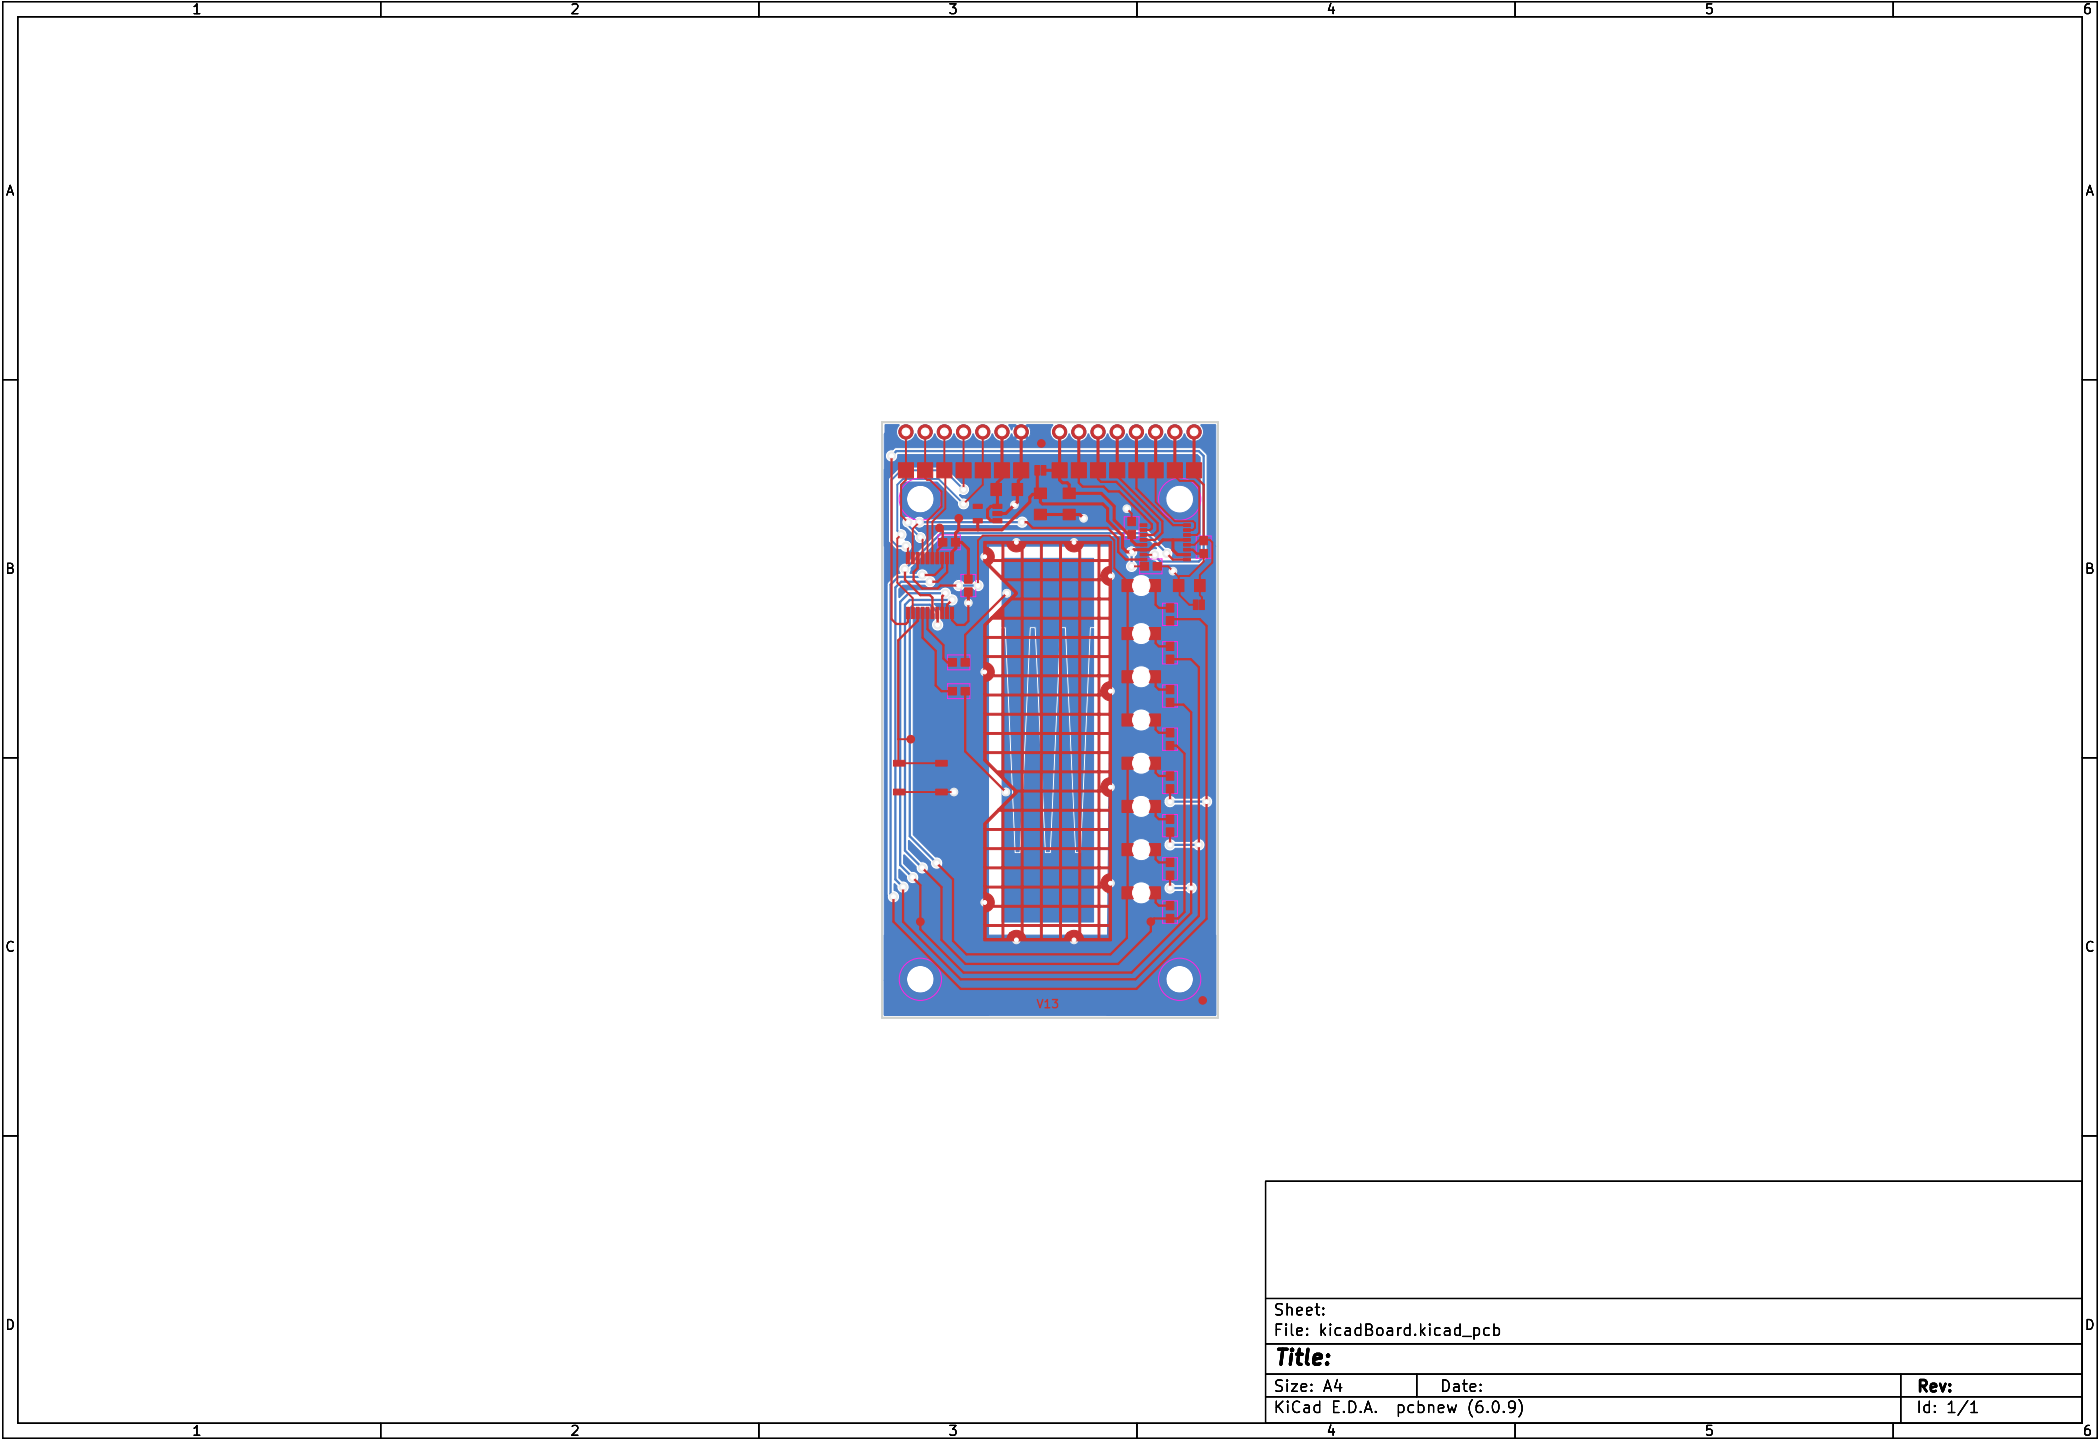 1 2 3 4 5 6
A A
B B
V13
C C
D D
Sheet:
File: kicadBoard.kicad_pcb
Title:
Size: A4 Date: Rev:
KiCad E.D.A. pcbnew (6.0.9) Id: 1/1
1 2 3 4 5 6